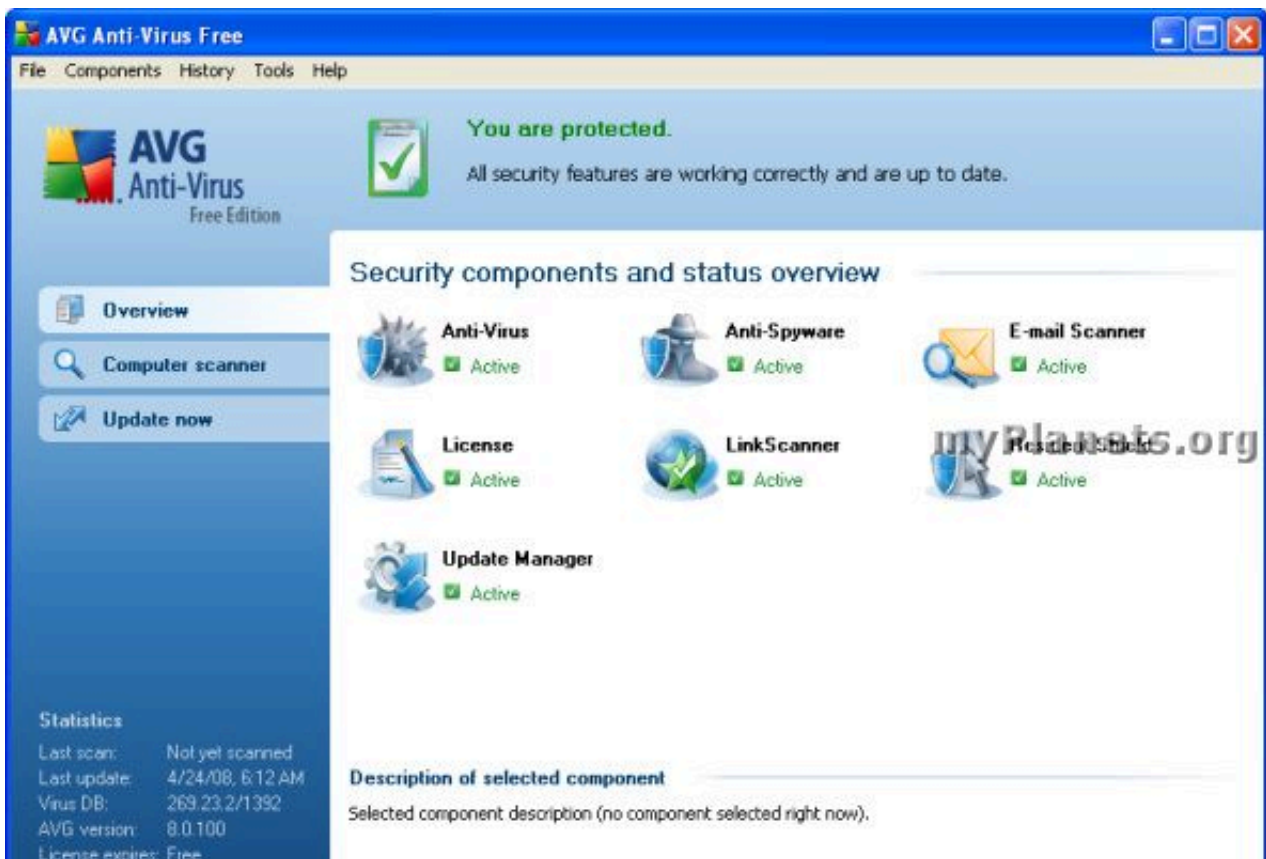 AVG Anti-Virus Free
File Components History Tools Help
AVG
Anti-Virus
Free Edition
You are protected.
All security features are working correctly and are up to date.
Overview
Computer scanner
Update now
Security components and status overview
Anti-Virus
Active
Anti-Spyware
Active
E-mail Scanner
Active
License
Active
LinkScanner
Active
Resident Shield
Active
myPlanets.org
Update Manager
Active
Statistics
Last scan: Not yet scanned
Last update: 4/24/08, 6:12 AM
Virus DB: 269.23.2/1392
AVG version: 8.0.100
License expires: Free
Description of selected component
Selected component description (no component selected right now).